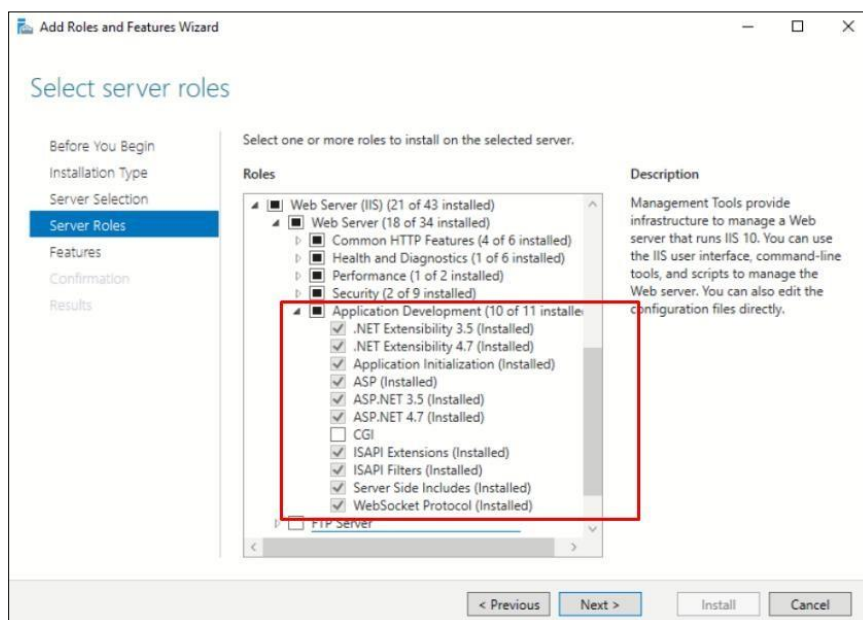 Add Roles and Features Wizard
Select server roles
Before You Begin
Installation Type
Server Selection
Server Roles
Features
Confirmation
Results
Select one or more roles to install on the selected server.
Roles
Web Server (IIS) (21 of 43 installed)
Web Server (18 of 34 installed)
Common HTTP Features (4 of 6 installed)
Health and Diagnostics (1 of 6 installed)
Performance (1 of 2 installed)
Security (2 of 9 installed)
Application Development (10 of 11 installe
.NET Extensibility 3.5 (Installed)
.NET Extensibility 4.7 (Installed)
Application Initialization (Installed)
ASP (Installed)
ASP.NET 3.5 (Installed)
ASP.NET 4.7 (Installed)
CGI
ISAPI Extensions (Installed)
ISAPI Filters (Installed)
Server Side Includes (Installed)
WebSocket Protocol (Installed)
FTP Server
Description
Management Tools provide
infrastructure to manage a Web
server that runs IIS 10. You can use
the IIS user interface, command-line
tools, and scripts to manage the
Web server. You can also edit the
configuration files directly.
< Previous
Next >
Install
Cancel